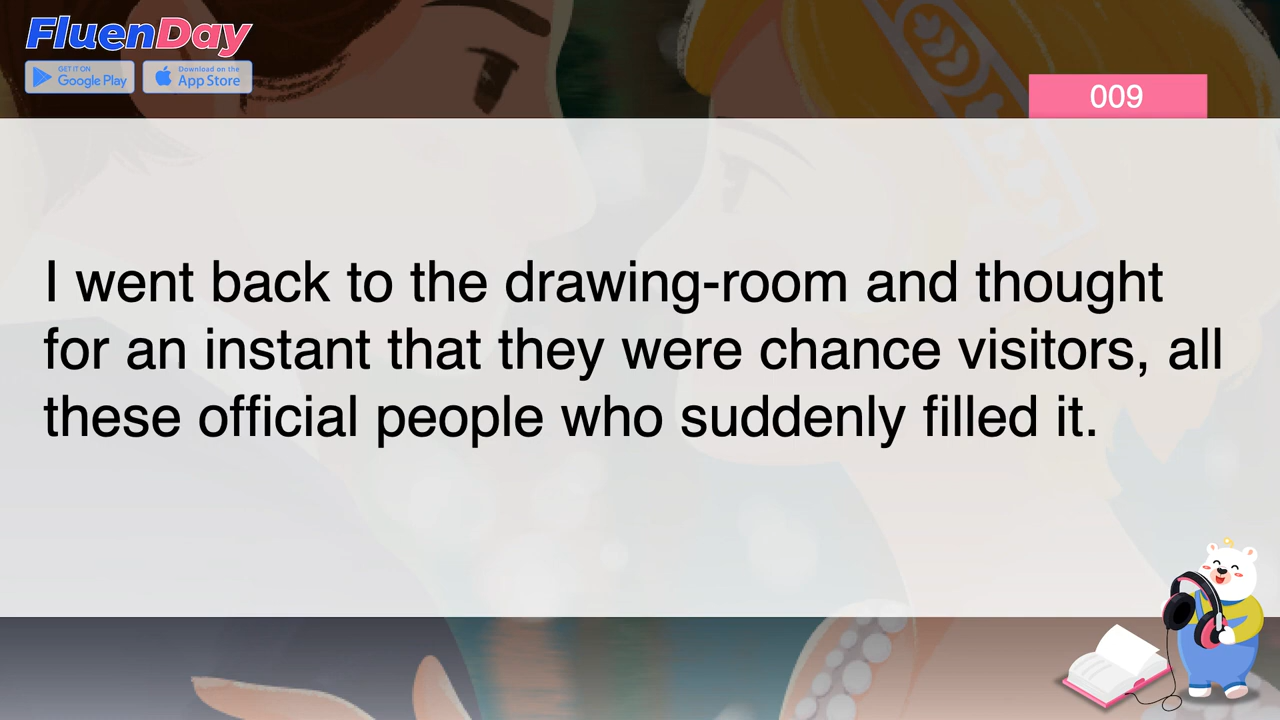 FluenDay
GET IT ON
Google Play
Download on the
App Store
009
I went back to the drawing-room and thought
for an instant that they were chance visitors, all
these official people who suddenly filled it.